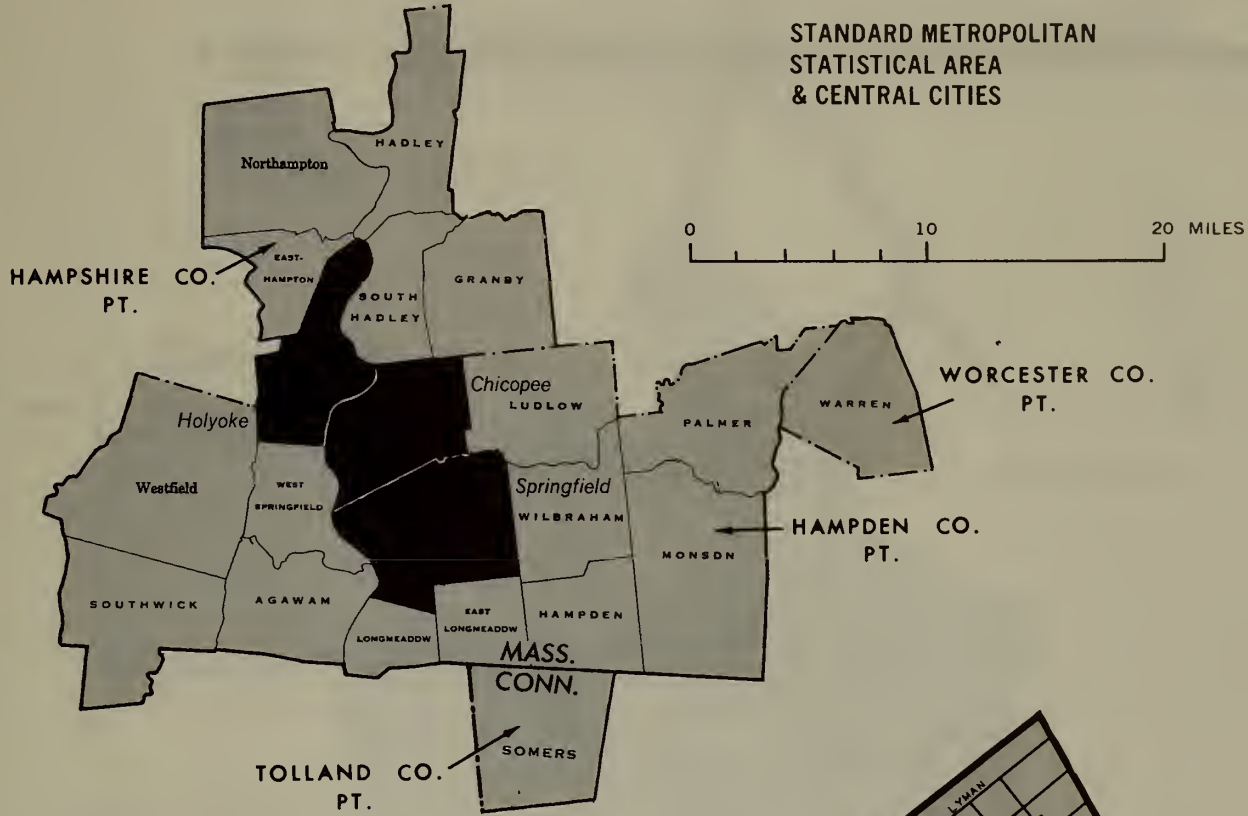 STANDARD METROPOLITAN
STATISTICAL AREA
& CENTRAL CITIES
HADLEY
Northampton
0 10 20 MILES
HAMPSHIRE CO.
PT.
EAST-
HAMPTON
SOUTH
HADLEY
GRANBY
WORCESTER CO.
PT.
Chicopee
LUDLOW
Holyoke
PALMER
WARREN
Westfield
WEST
SPRINGFIELD
Springfield
WILBRAHAM
HAMPDEN CO.
PT.
MONSON
SOUTHWICK
AGAWAM
LONGMEADOW
EAST
LONGMEADOW
HAMPDEN
MASS.
CONN.
SOMERS
TOLLAND CO.
PT.
LYMAN